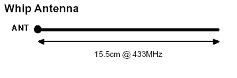 Whip Antenna
ANT
15.5cm @ 433MHz